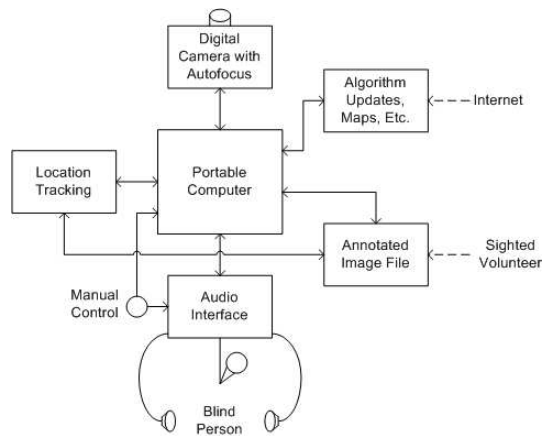 Digital
Camera with
Autofocus
Algorithm
Updates,
Maps, Etc.
Internet
Location
Tracking
Portable
Computer
Annotated
Image File
Sighted
Volunteer
Manual
Control
Audio
Interface
Blind
Person